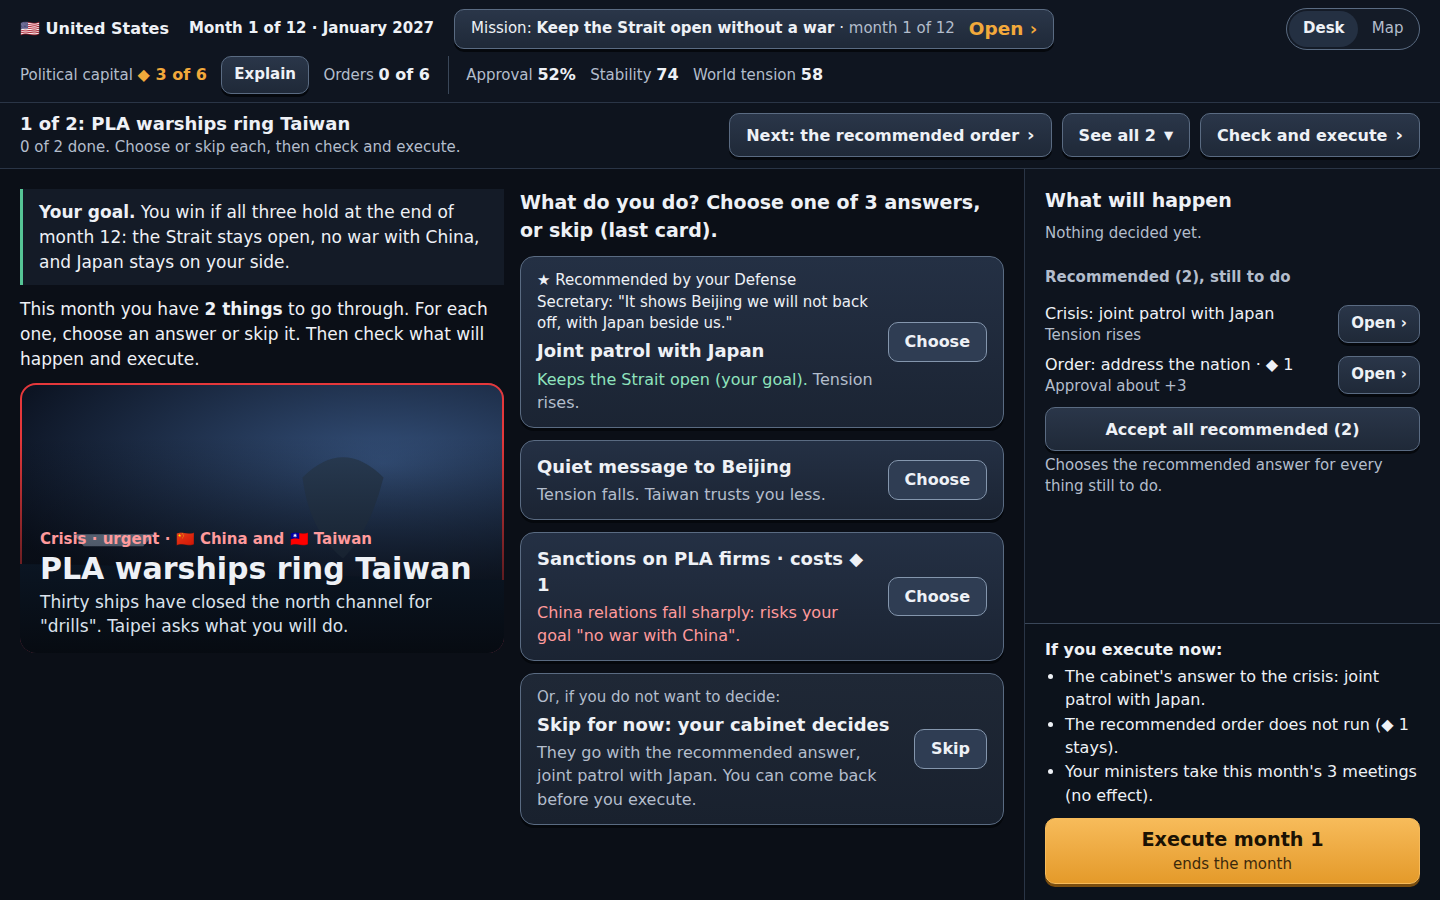 🇺🇸 United States
Month 1 of 12 · January 2027
Mission: Keep the Strait open without a war · month 1 of 12 Open ›
Desk
Map
Political capital ◆ 3 of 6
Explain
Orders 0 of 6
Approval 52%
Stability 74
World tension 58
1 of 2: PLA warships ring Taiwan
0 of 2 done. Choose or skip each, then check and execute.
Next: the recommended order ›
See all 2 ▼
Check and execute ›
Your goal. You win if all three hold at the end of
month 12: the Strait stays open, no war with China,
and Japan stays on your side.
This month you have 2 things to go through. For each
one, choose an answer or skip it. Then check what will
happen and execute.
Crisis · urgent · 🇨🇳 China and 🇹🇼 Taiwan
PLA warships ring Taiwan
Thirty ships have closed the north channel for
"drills". Taipei asks what you will do.
What do you do? Choose one of 3 answers,
or skip (last card).
★ Recommended by your Defense
Secretary: "It shows Beijing we will not back
off, with Japan beside us."
Joint patrol with Japan
Keeps the Strait open (your goal). Tension
rises.
Choose
Quiet message to Beijing
Tension falls. Taiwan trusts you less.
Choose
Sanctions on PLA firms · costs ◆
1
China relations fall sharply: risks your
goal "no war with China".
Choose
Or, if you do not want to decide:
Skip for now: your cabinet decides
They go with the recommended answer,
joint patrol with Japan. You can come back
before you execute.
Skip
What will happen
Nothing decided yet.
Recommended (2), still to do
Crisis: joint patrol with Japan
Tension rises
Open ›
Order: address the nation · ◆ 1
Approval about +3
Open ›
Accept all recommended (2)
Chooses the recommended answer for every
thing still to do.
If you execute now:
• The cabinet's answer to the crisis: joint
patrol with Japan.
• The recommended order does not run (◆ 1
stays).
• Your ministers take this month's 3 meetings
(no effect).
Execute month 1
ends the month